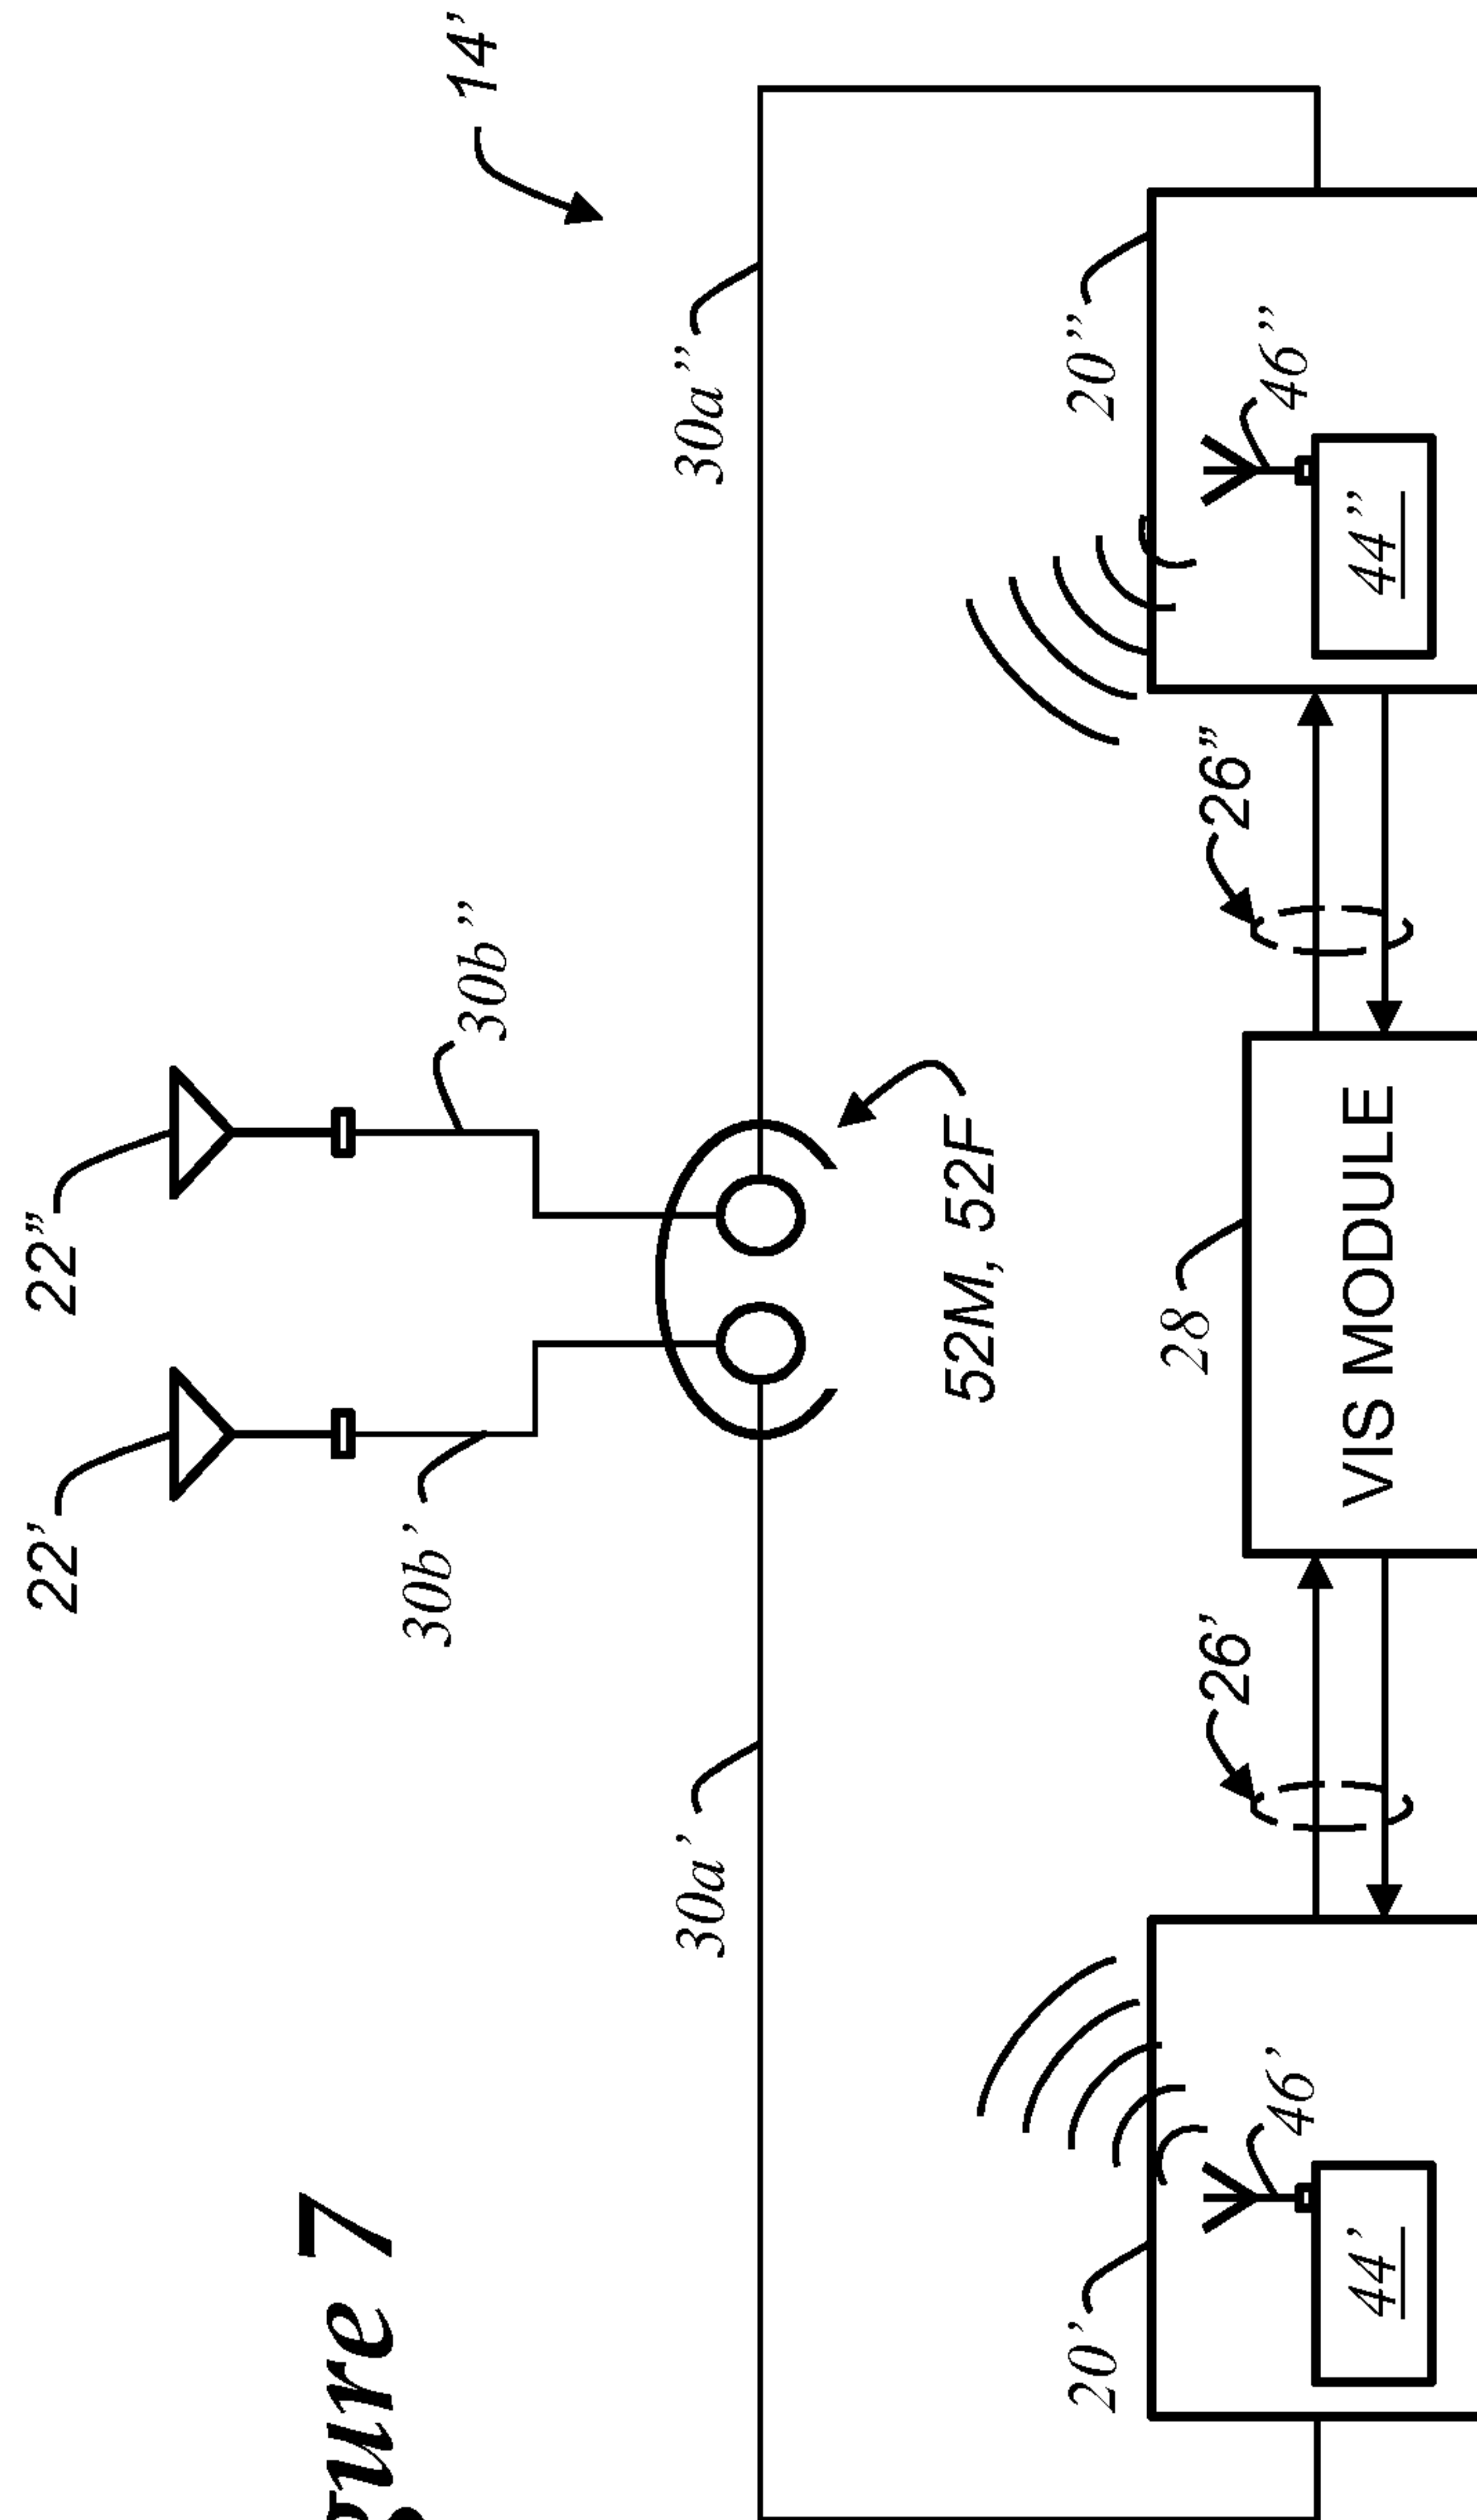 22' 22"
30b' 30b"
14'
Figure 7
30a' 30a"
52M, 52F
20' 20"
28
26' 26"
46' 46"
44' 44"
VIS MODULE